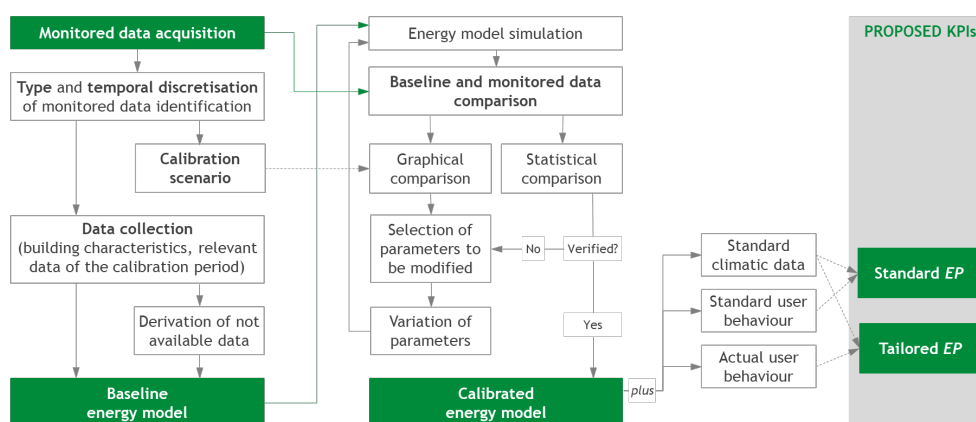 Monitored data acquisition
Type and temporal discretisation
of monitored data identification
Calibration
scenario
Data collection
(building characteristics, relevant
data of the calibration period)
Derivation of not
available data
Baseline
energy model
Energy model simulation
Baseline and monitored data
comparison
Graphical
comparison
Statistical
comparison
Selection of
parameters to
be modified
No
Verified?
Variation of
parameters
Yes
Calibrated
energy model
plus
Standard
climatic data
Standard user
behaviour
Actual user
behaviour
PROPOSED KPIs
Standard EP
Tailored EP